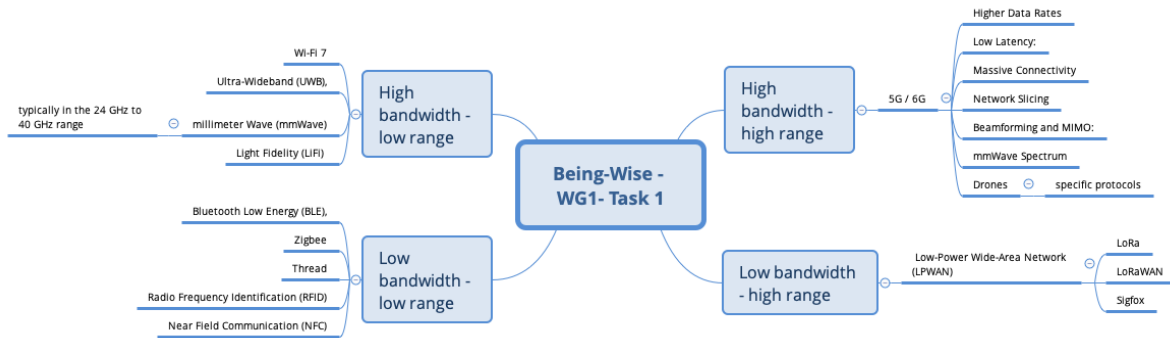 Being-Wise -
WG1- Task 1
High
bandwidth -
low range
Wi-Fi 7
Ultra-Wideband (UWB),
millimeter Wave (mmWave)
typically in the 24 GHz to
40 GHz range
Light Fidelity (LiFI)
Low
bandwidth -
low range
Bluetooth Low Energy (BLE),
Zigbee
Thread
Radio Frequency Identification (RFID)
Near Field Communication (NFC)
High
bandwidth -
high range
5G / 6G
Higher Data Rates
Low Latency:
Massive Connectivity
Network Slicing
Beamforming and MIMO:
mmWave Spectrum
Drones
specific protocols
Low bandwidth
- high range
Low-Power Wide-Area Network
(LPWAN)
LoRa
LoRaWAN
Sigfox